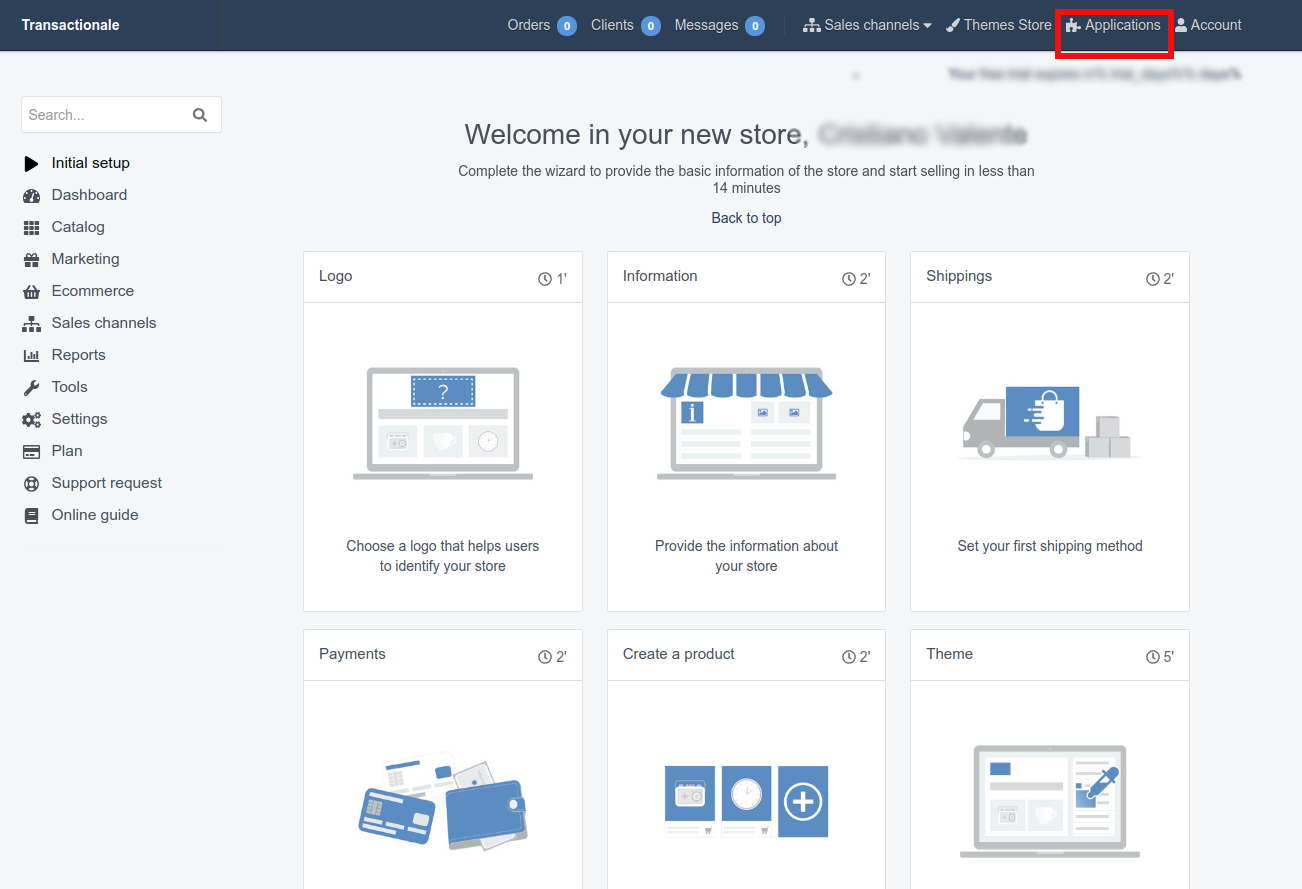 Transactionale
Orders 0 Clients 0 Messages 0 Sales channels Themes Store Applications Account
Search...
Initial setup
Dashboard
Catalog
Marketing
Ecommerce
Sales channels
Reports
Tools
Settings
Plan
Support request
Online guide
Welcome in your new store,
Complete the wizard to provide the basic information of the store and start selling in less than
14 minutes
Back to top
Logo 1'
?
Choose a logo that helps users
to identify your store
Information 2'
i
Provide the information about
your store
Shippings 2'
Set your first shipping method
Payments 2'
Create a product 2'
Theme 5'